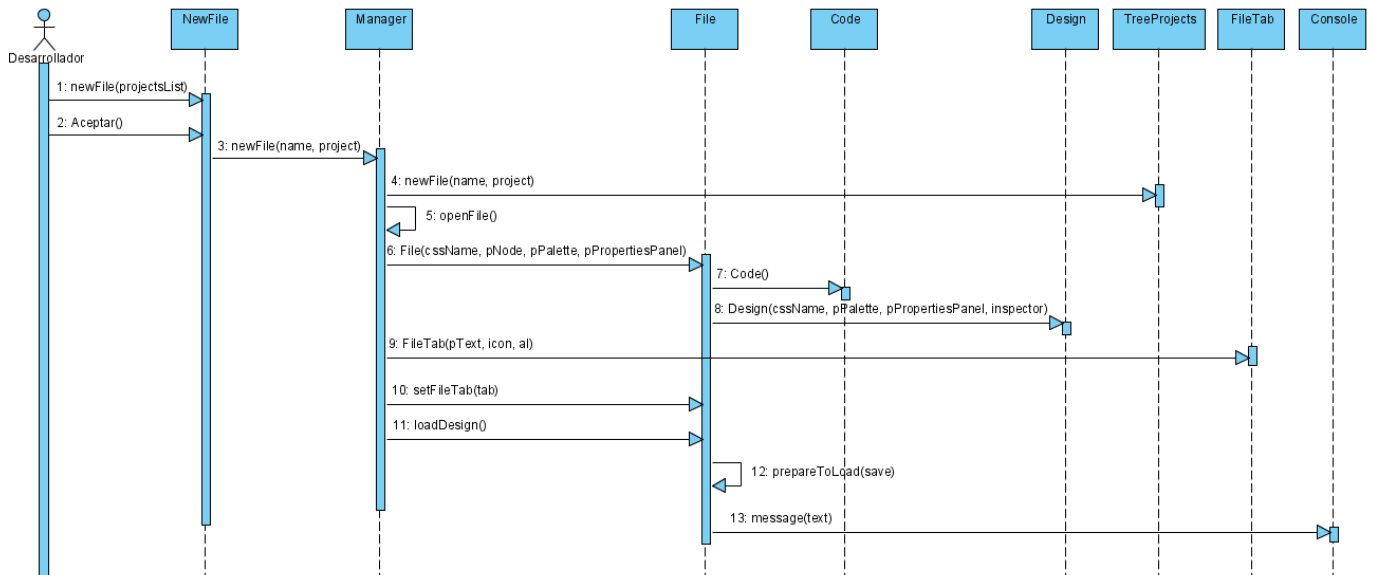 NewFile
Manager
File
Code
Design
TreeProjects
FileTab
Console
Desarrollador
1: newFile(projectsList)
2: Aceptar()
3: newFile(name, project)
4: newFile(name, project)
5: openFile()
6: File(cssName, pNode, pPalette, pPropertiesPanel)
7: Code()
8: Design(cssName, pPalette, pPropertiesPanel, inspector)
9: FileTab(pText, icon, al)
10: setFileTab(tab)
11: loadDesign()
12: prepareToLoad(save)
13: message(text)